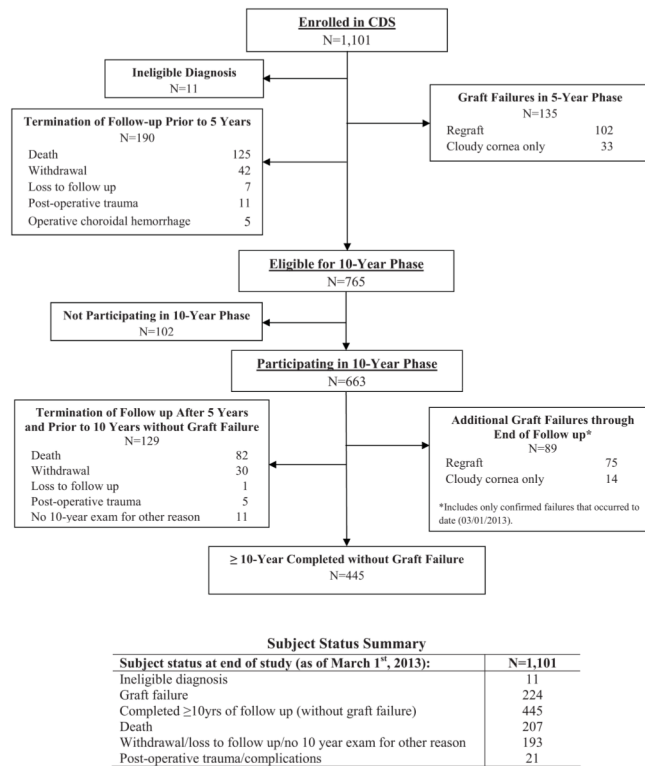 Enrolled in CDS
N=1,101
Ineligible Diagnosis
N=11
Graft Failures in 5-Year Phase
N=135
Regraft 102
Cloudy cornea only 33
Termination of Follow-up Prior to 5 Years
N=190
Death 125
Withdrawal 42
Loss to follow up 7
Post-operative trauma 11
Operative choroidal hemorrhage 5
Eligible for 10-Year Phase
N=765
Not Participating in 10-Year Phase
N=102
Participating in 10-Year Phase
N=663
Termination of Follow up After 5 Years
and Prior to 10 Years without Graft Failure
N=129
Death 82
Withdrawal 30
Loss to follow up 1
Post-operative trauma 5
No 10-year exam for other reason 11
Additional Graft Failures through
End of Follow up*
N=89
Regraft 75
Cloudy cornea only 14
*Includes only confirmed failures that occurred to
date (03/01/2013).
≥ 10-Year Completed without Graft Failure
N=445
Subject Status Summary
Subject status at end of study (as of March 1st, 2013): N=1,101
Ineligible diagnosis 11
Graft failure 224
Completed ≥10yrs of follow up (without graft failure) 445
Death 207
Withdrawal/loss to follow up/no 10 year exam for other reason 193
Post-operative trauma/complications 21